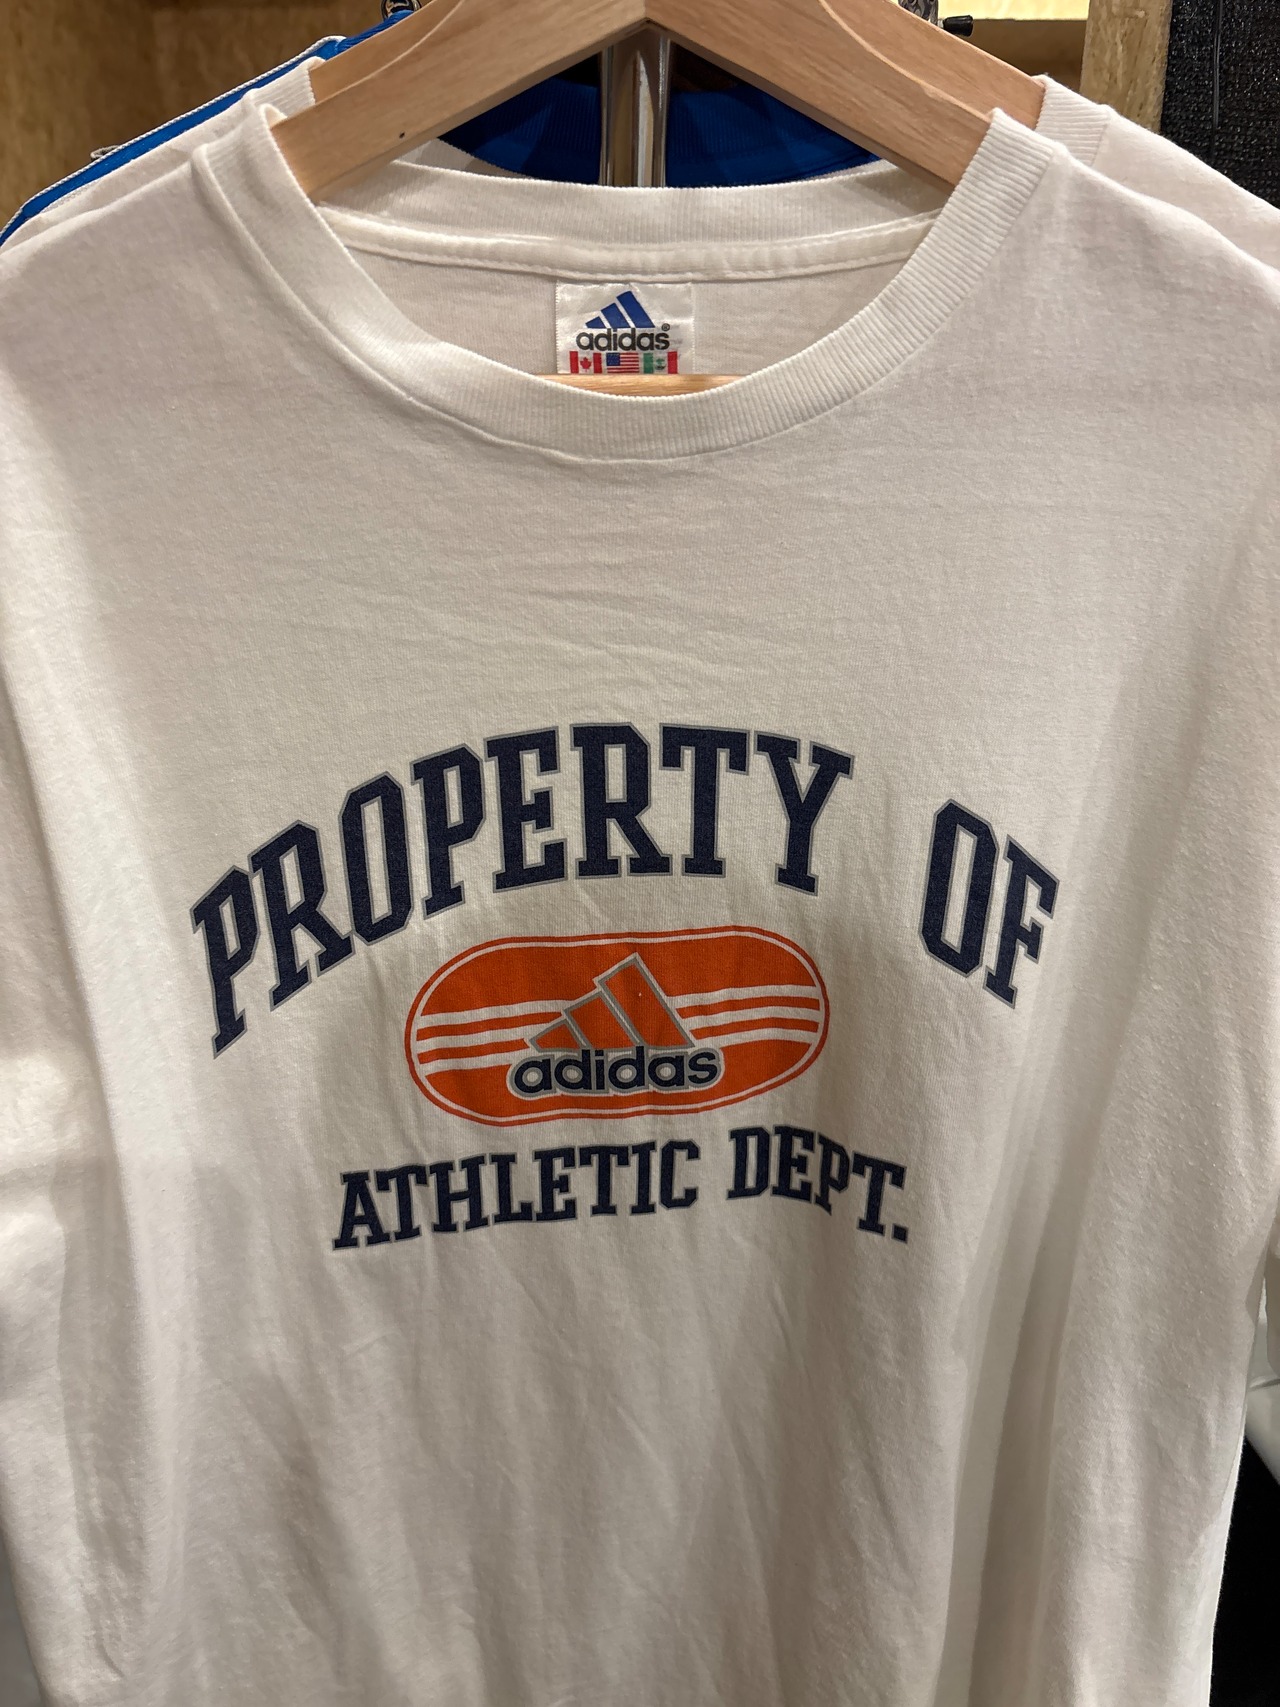 adidas®
PROPERTY OF
adidas
ATHLETIC DEPT.